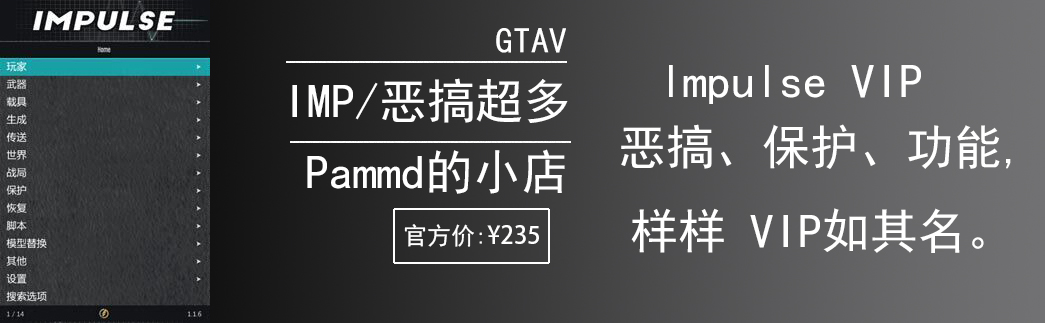 IMPULSE
Home
玩家
武器
载具
生成
传送
世界
战局
保护
恢复
脚本
模型替换
其他
设置
搜索选项
1 / 14
1.1.6
GTAV
IMP/恶搞超多
Pammd的小店
官方价:¥235
Impulse VIP
恶搞、保护、功能,
样样 VIP如其名。